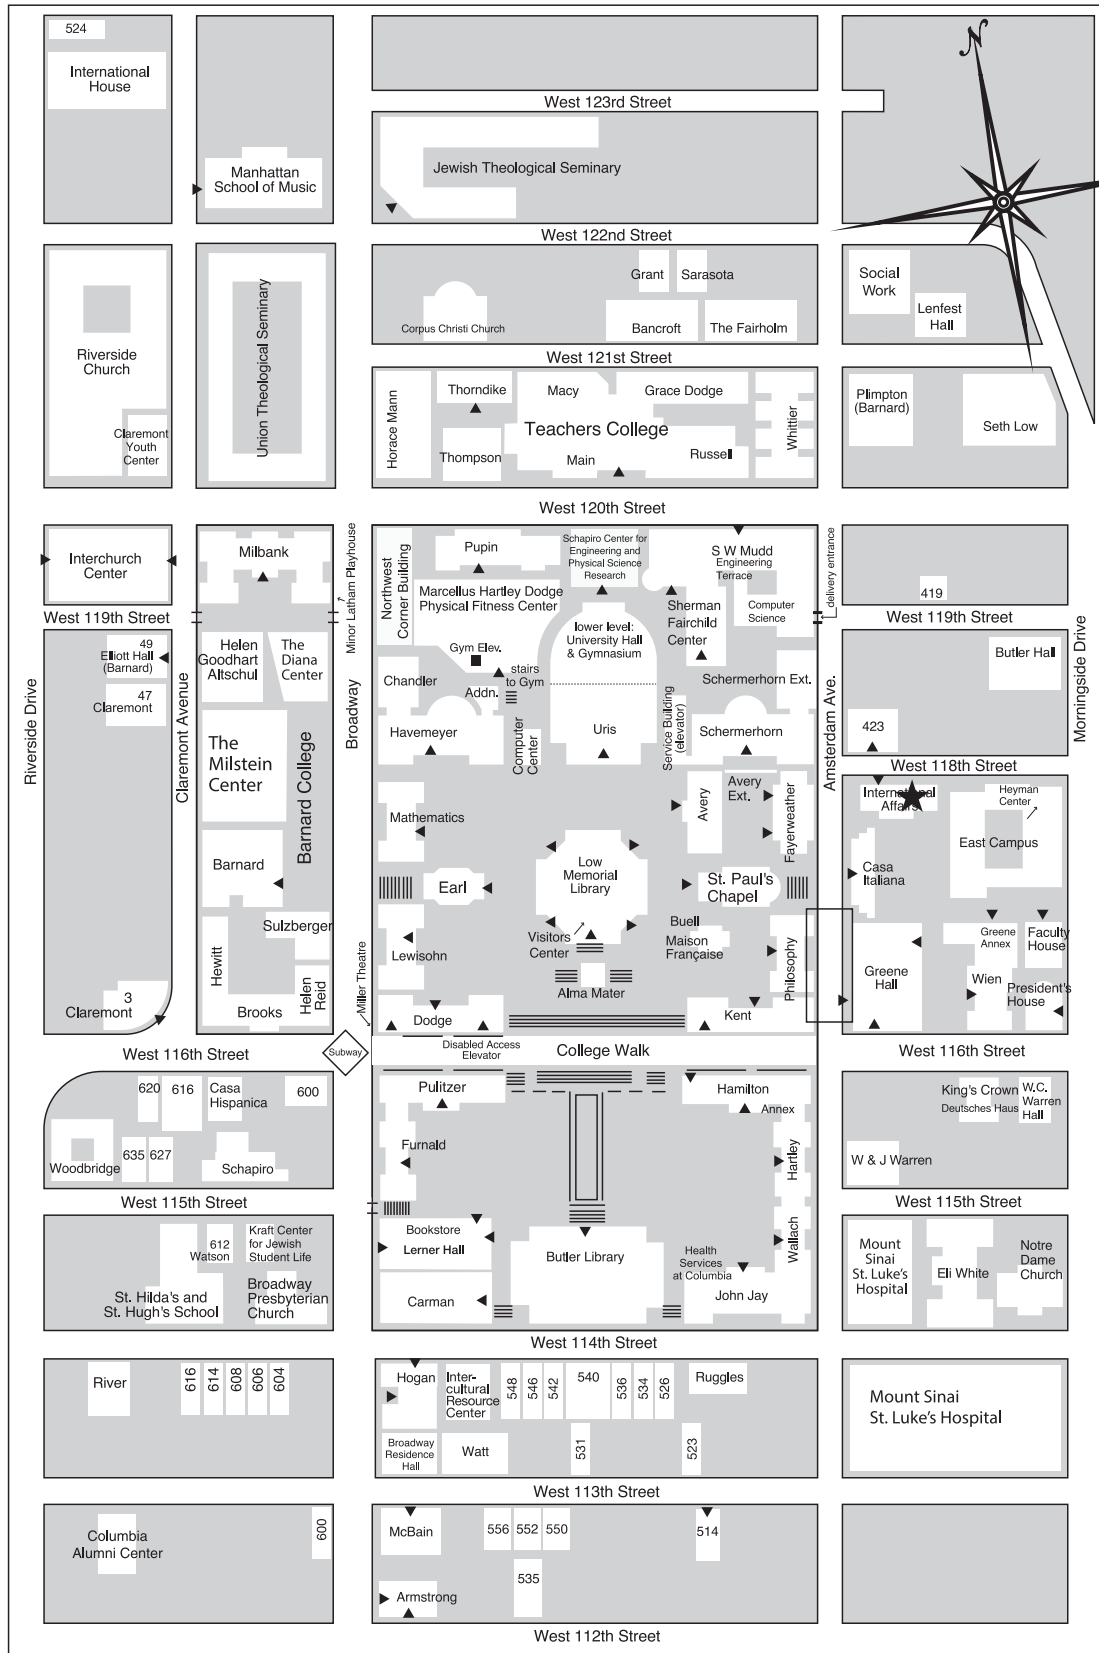 524
International
House
Manhattan
School of Music
West 123rd Street
Jewish Theological Seminary
West 122nd Street
N
Riverside
Church
Claremont
Youth
Center
Union Theological Seminary
Corpus Christi Church
Grant
Sarasota
Bancroft
The Fairholm
Social
Work
Lenfest
Hall
West 121st Street
Horace Mann
Thorndike
Thompson
Macy
Grace Dodge
Teachers College
Main
Russell
Whittier
Plimpton
(Barnard)
Seth Low
West 120th Street
Interchurch
Center
West 119th Street
Milbank
Minor Latham Playhouse
Northwest
Corner Building
Pupin
Schapiro Center for
Engineering and
Physical Science
Research
S W Mudd
Engineering
Terrace
Computer
Science
delivery entrance
419
West 119th Street
Marcellus Hartley Dodge
Physical Fitness Center
lower level:
University Hall
& Gymnasium
Sherman
Fairchild
Center
Gym Elev.
stairs
to Gym
Addn.
Chandler
Schermerhorn Ext.
49
Elliott Hall
(Barnard)
47
Claremont
Helen
Goodhart
Altschul
The
Diana
Center
Butler Hall
423
Riverside Drive
Claremont Avenue
Broadway
Amsterdam Ave.
Morningside Drive
The
Milstein
Center
Barnard College
Havemeyer
Computer
Center
Uris
Service Building
(elevator)
Schermerhorn
West 118th Street
Mathematics
Avery
Avery
Ext.
Fayerweather
International
Affairs
Heyman
Center
East Campus
Barnard
Earl
Low
Memorial
Library
St. Paul's
Chapel
Casa
Italiana
Sulzberger
Hewitt
Helen
Reid
Brooks
Lewisohn
Visitors
Center
Buell
Maison
Française
Philosophy
Greene
Hall
Greene
Annex
Faculty
House
Wien
President's
House
3
Claremont
Miller Theatre
Dodge
Alma Mater
Kent
West 116th Street
Subway
Disabled Access
Elevator
College Walk
West 116th Street
620
616
Casa
Hispanica
600
Woodbridge
635
627
Schapiro
Pulitzer
Hamilton
Annex
Furnald
Hartley
King's Crown
Deutsches Haus
W.C.
Warren
Hall
W & J Warren
West 115th Street
West 115th Street
612
Watson
Kraft Center
for Jewish
Student Life
St. Hilda's and
St. Hugh's School
Broadway
Presbyterian
Church
Bookstore
Lerner Hall
Carman
Butler Library
Health
Services
at Columbia
Wallach
John Jay
Mount
Sinai
St. Luke's
Hospital
Eli White
Notre
Dame
Church
West 114th Street
River
616
614
608
606
604
Hogan
Inter-
cultural
Resource
Center
548
546
542
540
536
534
526
Ruggles
Broadway
Residence
Hall
Watt
531
523
Mount Sinai
St. Luke's Hospital
West 113th Street
Columbia
Alumni Center
600
McBain
556
552
550
514
535
Armstrong
West 112th Street